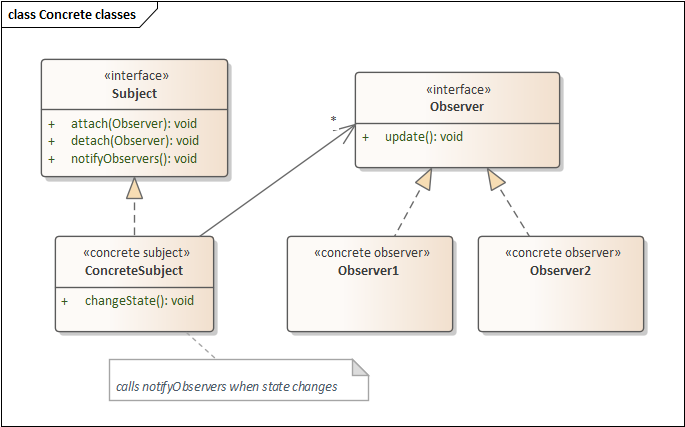 class Concrete classes
«interface»
Subject
+ attach(Observer): void
+ detach(Observer): void
+ notifyObservers(): void
«interface»
Observer
+ update(): void
*
-
«concrete subject»
ConcreteSubject
+ changeState(): void
«concrete observer»
Observer1
«concrete observer»
Observer2
calls notifyObservers when state changes